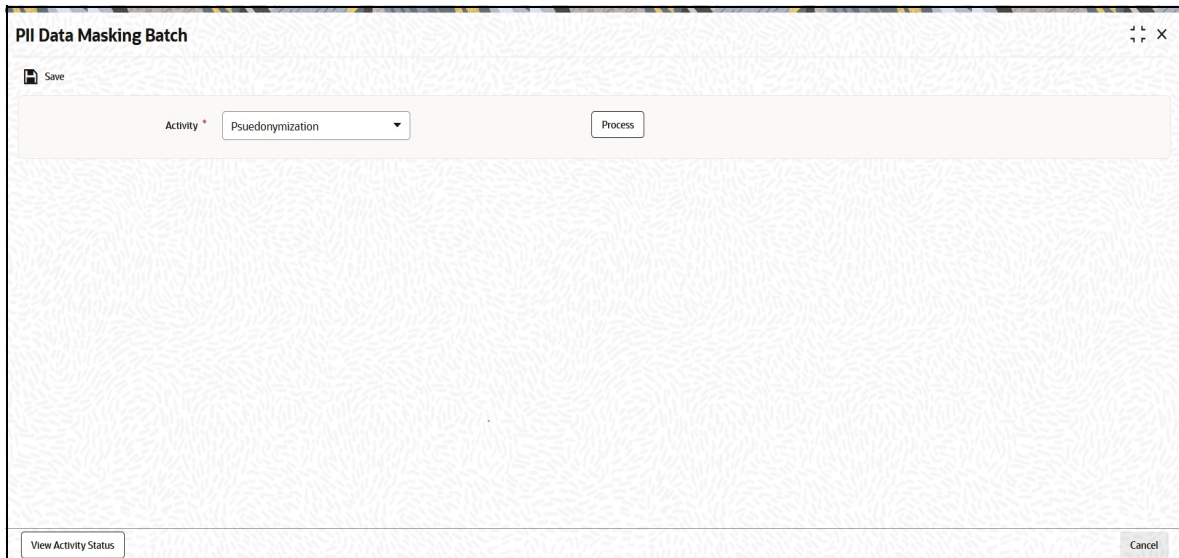 PII Data Masking Batch
Save
Activity * Psuedonymization Process
View Activity Status Cancel